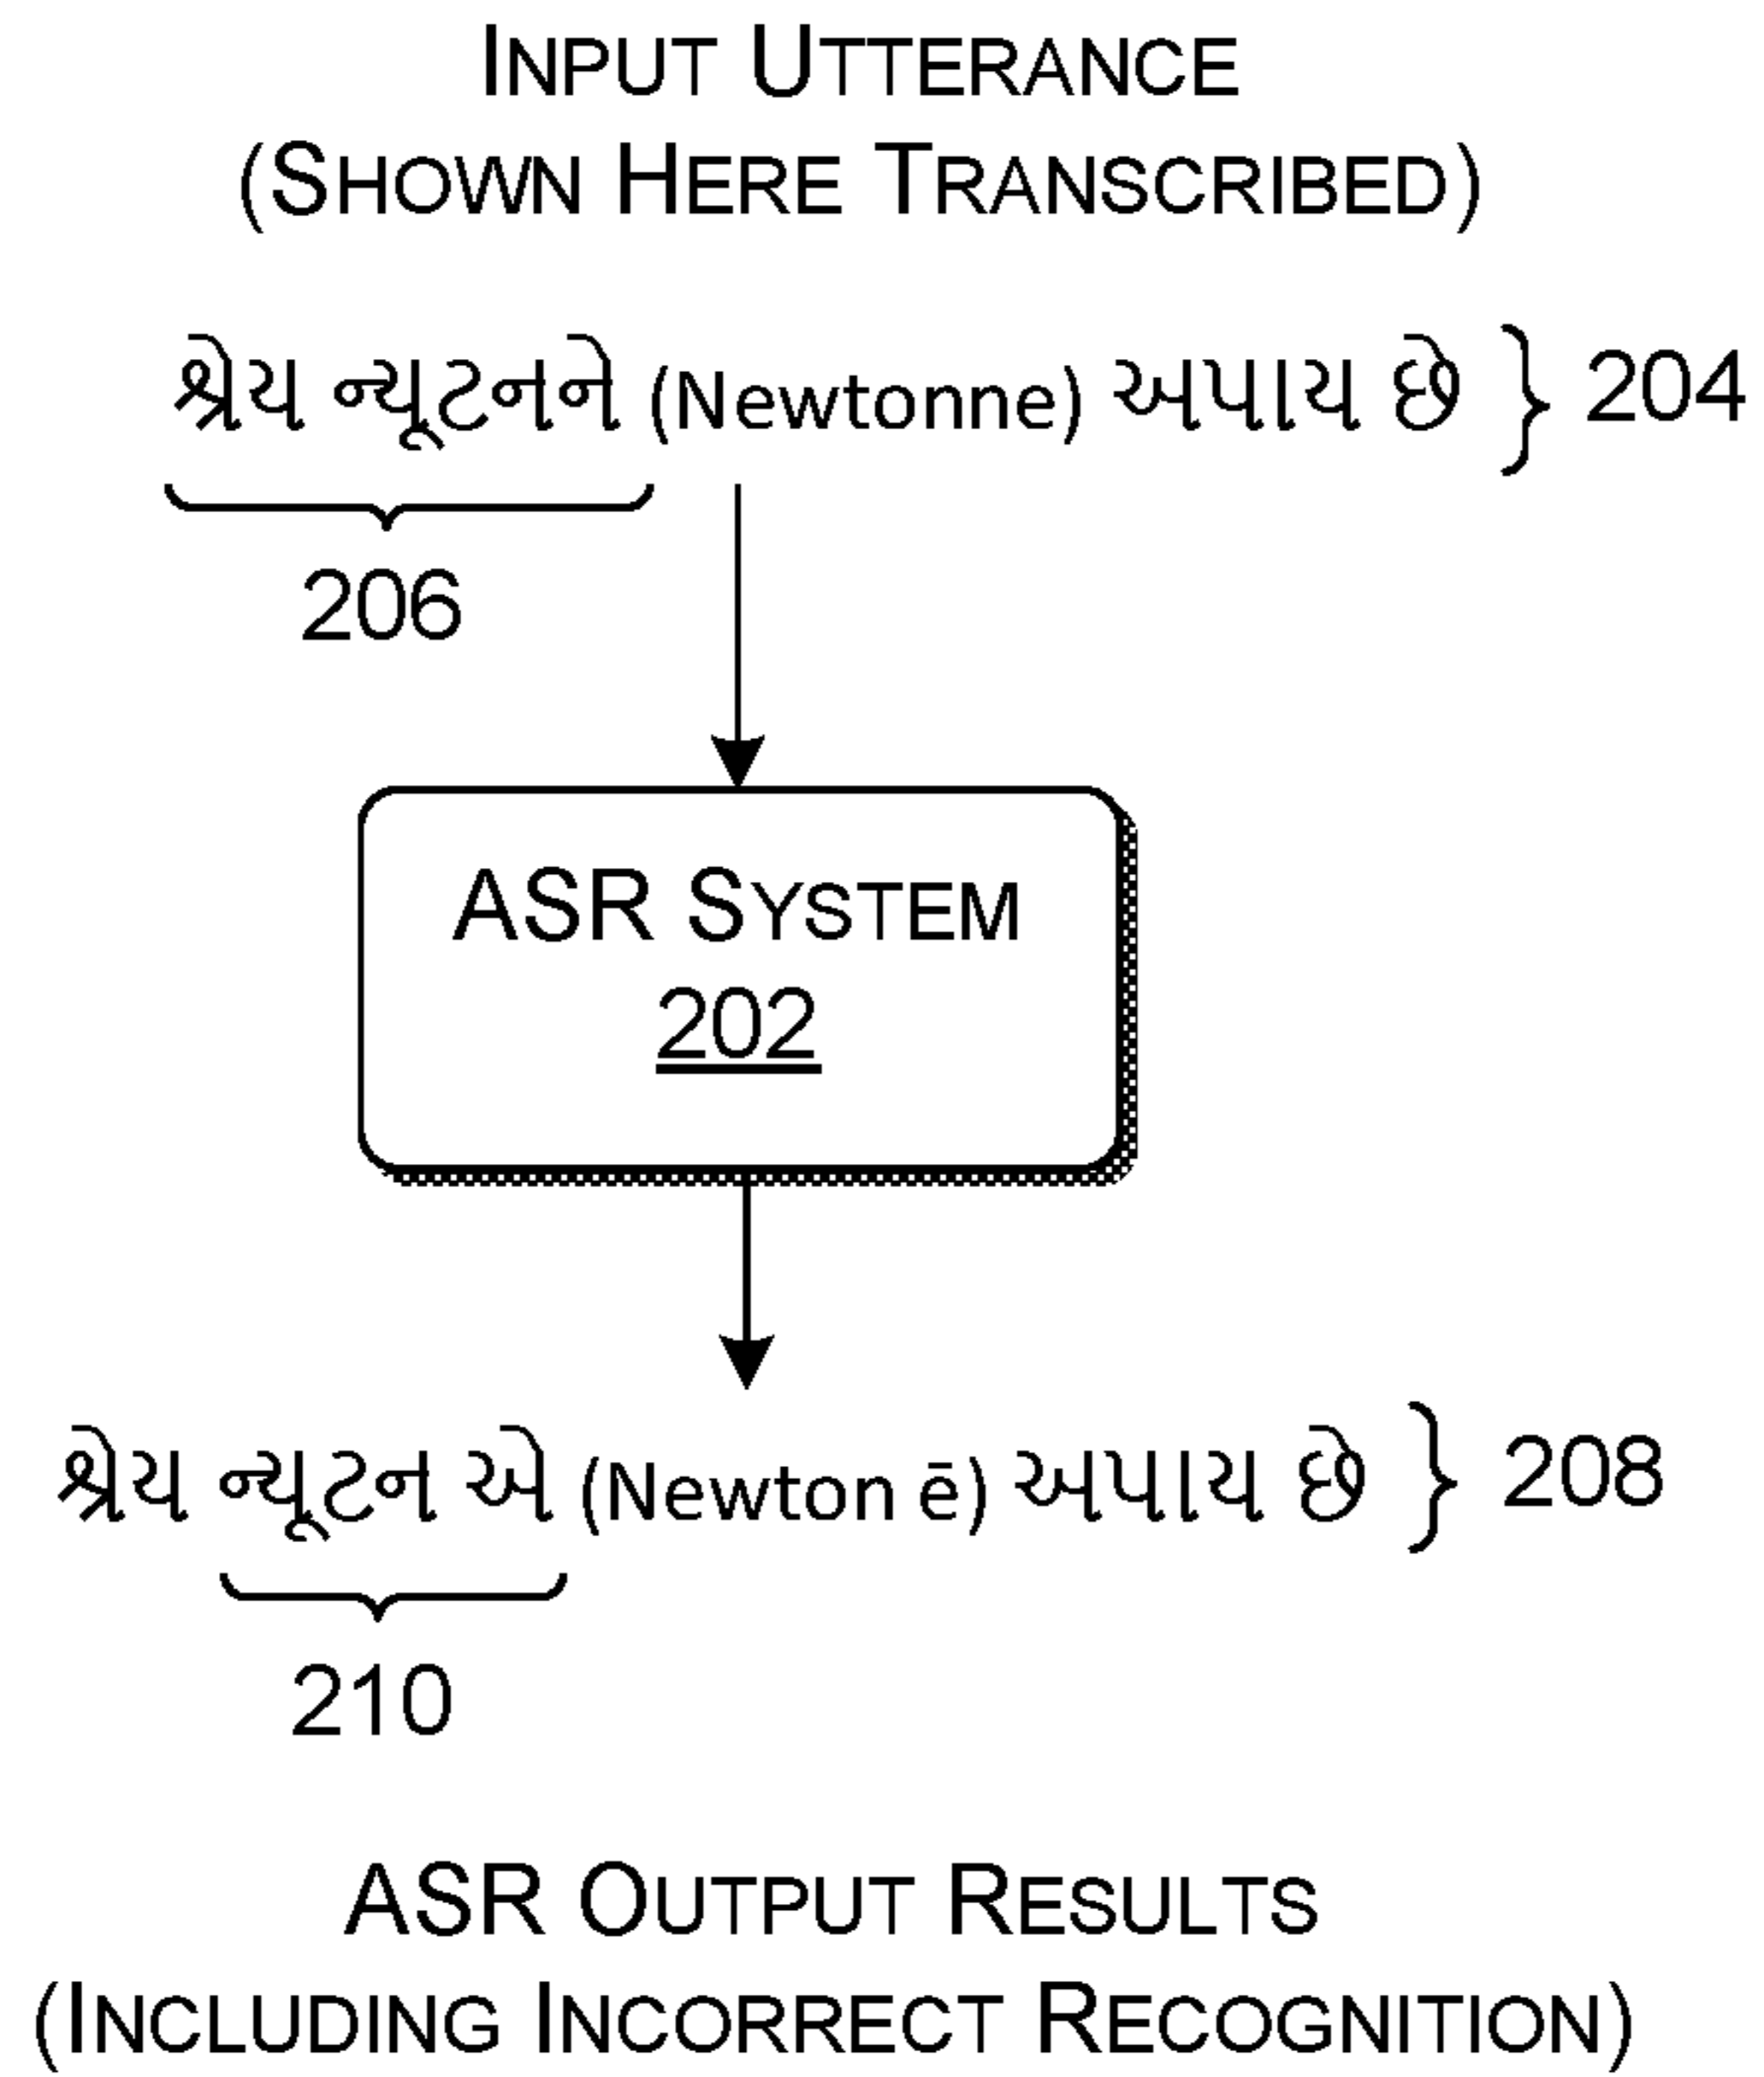 INPUT UTTERANCE
(SHOWN HERE TRANSCRIBED)
શ્રેય ન્યૂટનને (Newtonne) અપાય છે } 204
206
ASR SYSTEM
202
શ્રેય ન્યૂટન એ (Newton ē) અપાય છે } 208
210
ASR OUTPUT RESULTS
(INCLUDING INCORRECT RECOGNITION)